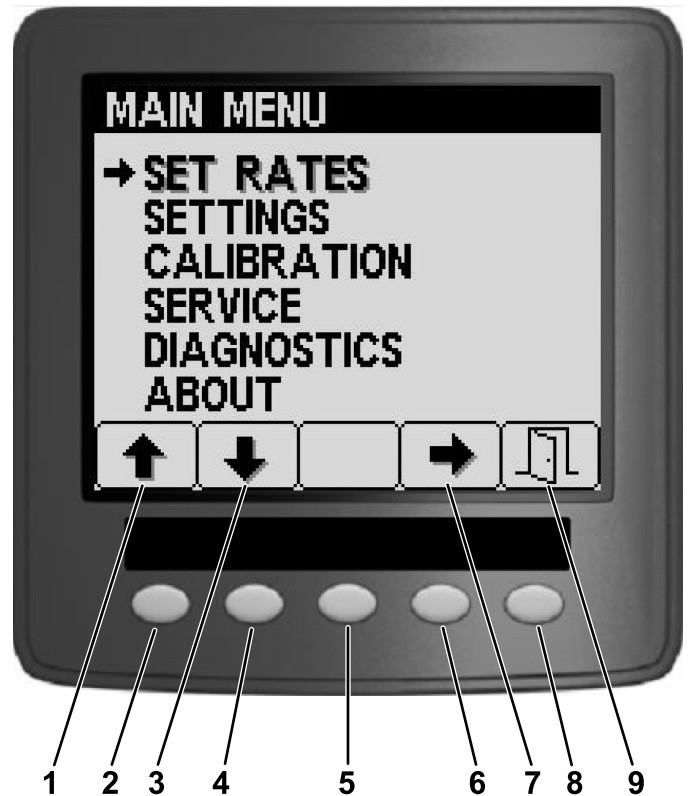 MAIN MENU
SET RATES
SETTINGS
CALIBRATION
SERVICE
DIAGNOSTICS
ABOUT
1 2 3 4 5 6 7 8 9